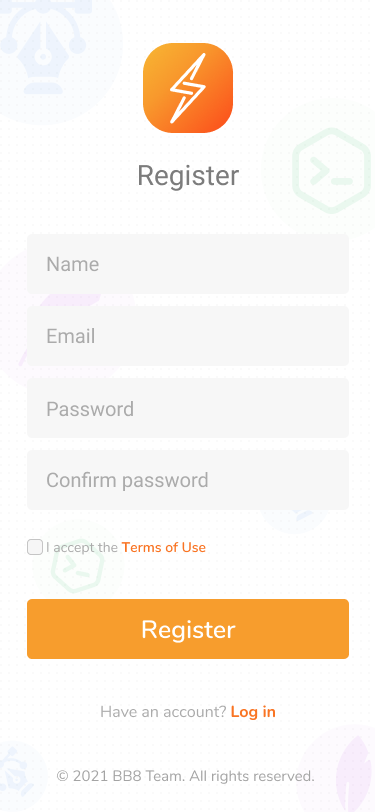 Register
Name
Email
Password
Confirm password
I accept the Terms of Use
Register
Have an account? Log in
© 2021 BB8 Team. All rights reserved.